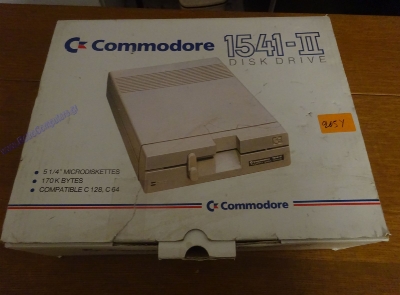 Commodore 1541-II
DISK DRIVE
5 1/4" MICRODISKETTES
170 K BYTES
COMPATIBLE C 128, C 64
Commodore